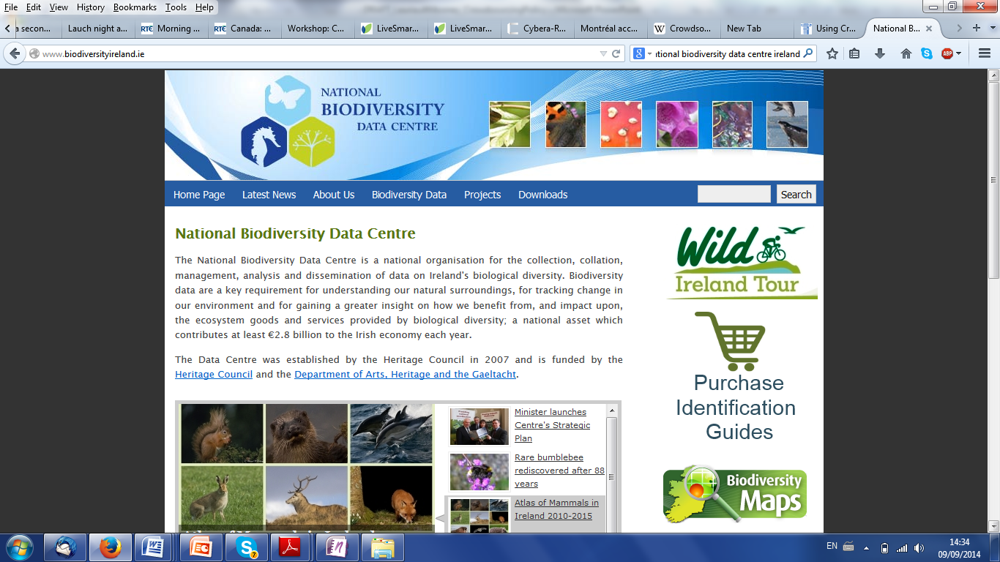 File Edit View History Bookmarks Tools Help
a secon... Lauch night a... RTÉ Morning ... RTÉ Canada: ... Workshop: C... LiveSmar... LiveSmar... Cybera-R... Montréal acc... W Crowdso... New Tab Using Cr... National B...
www.biodiversityireland.ie
tional biodiversity data centre ireland
ABP
NATIONAL
BIODIVERSITY
DATA CENTRE
Home Page Latest News About Us Biodiversity Data Projects Downloads Search
National Biodiversity Data Centre
The National Biodiversity Data Centre is a national organisation for the collection, collation,
management, analysis and dissemination of data on Ireland's biological diversity. Biodiversity
data are a key requirement for understanding our natural surroundings, for tracking change in
our environment and for gaining a greater insight on how we benefit from, and impact upon,
the ecosystem goods and services provided by biological diversity; a national asset which
contributes at least €2.8 billion to the Irish economy each year.
The Data Centre was established by the Heritage Council in 2007 and is funded by the
Heritage Council and the Department of Arts, Heritage and the Gaeltacht.
Minister launches
Centre's Strategic
Plan
Rare bumblebee
rediscovered after 88
years
Atlas of Mammals in
Ireland 2010-2015
Wild
Ireland Tour
Purchase
Identification
Guides
Biodiversity
Maps
7
EN
14:34
09/09/2014